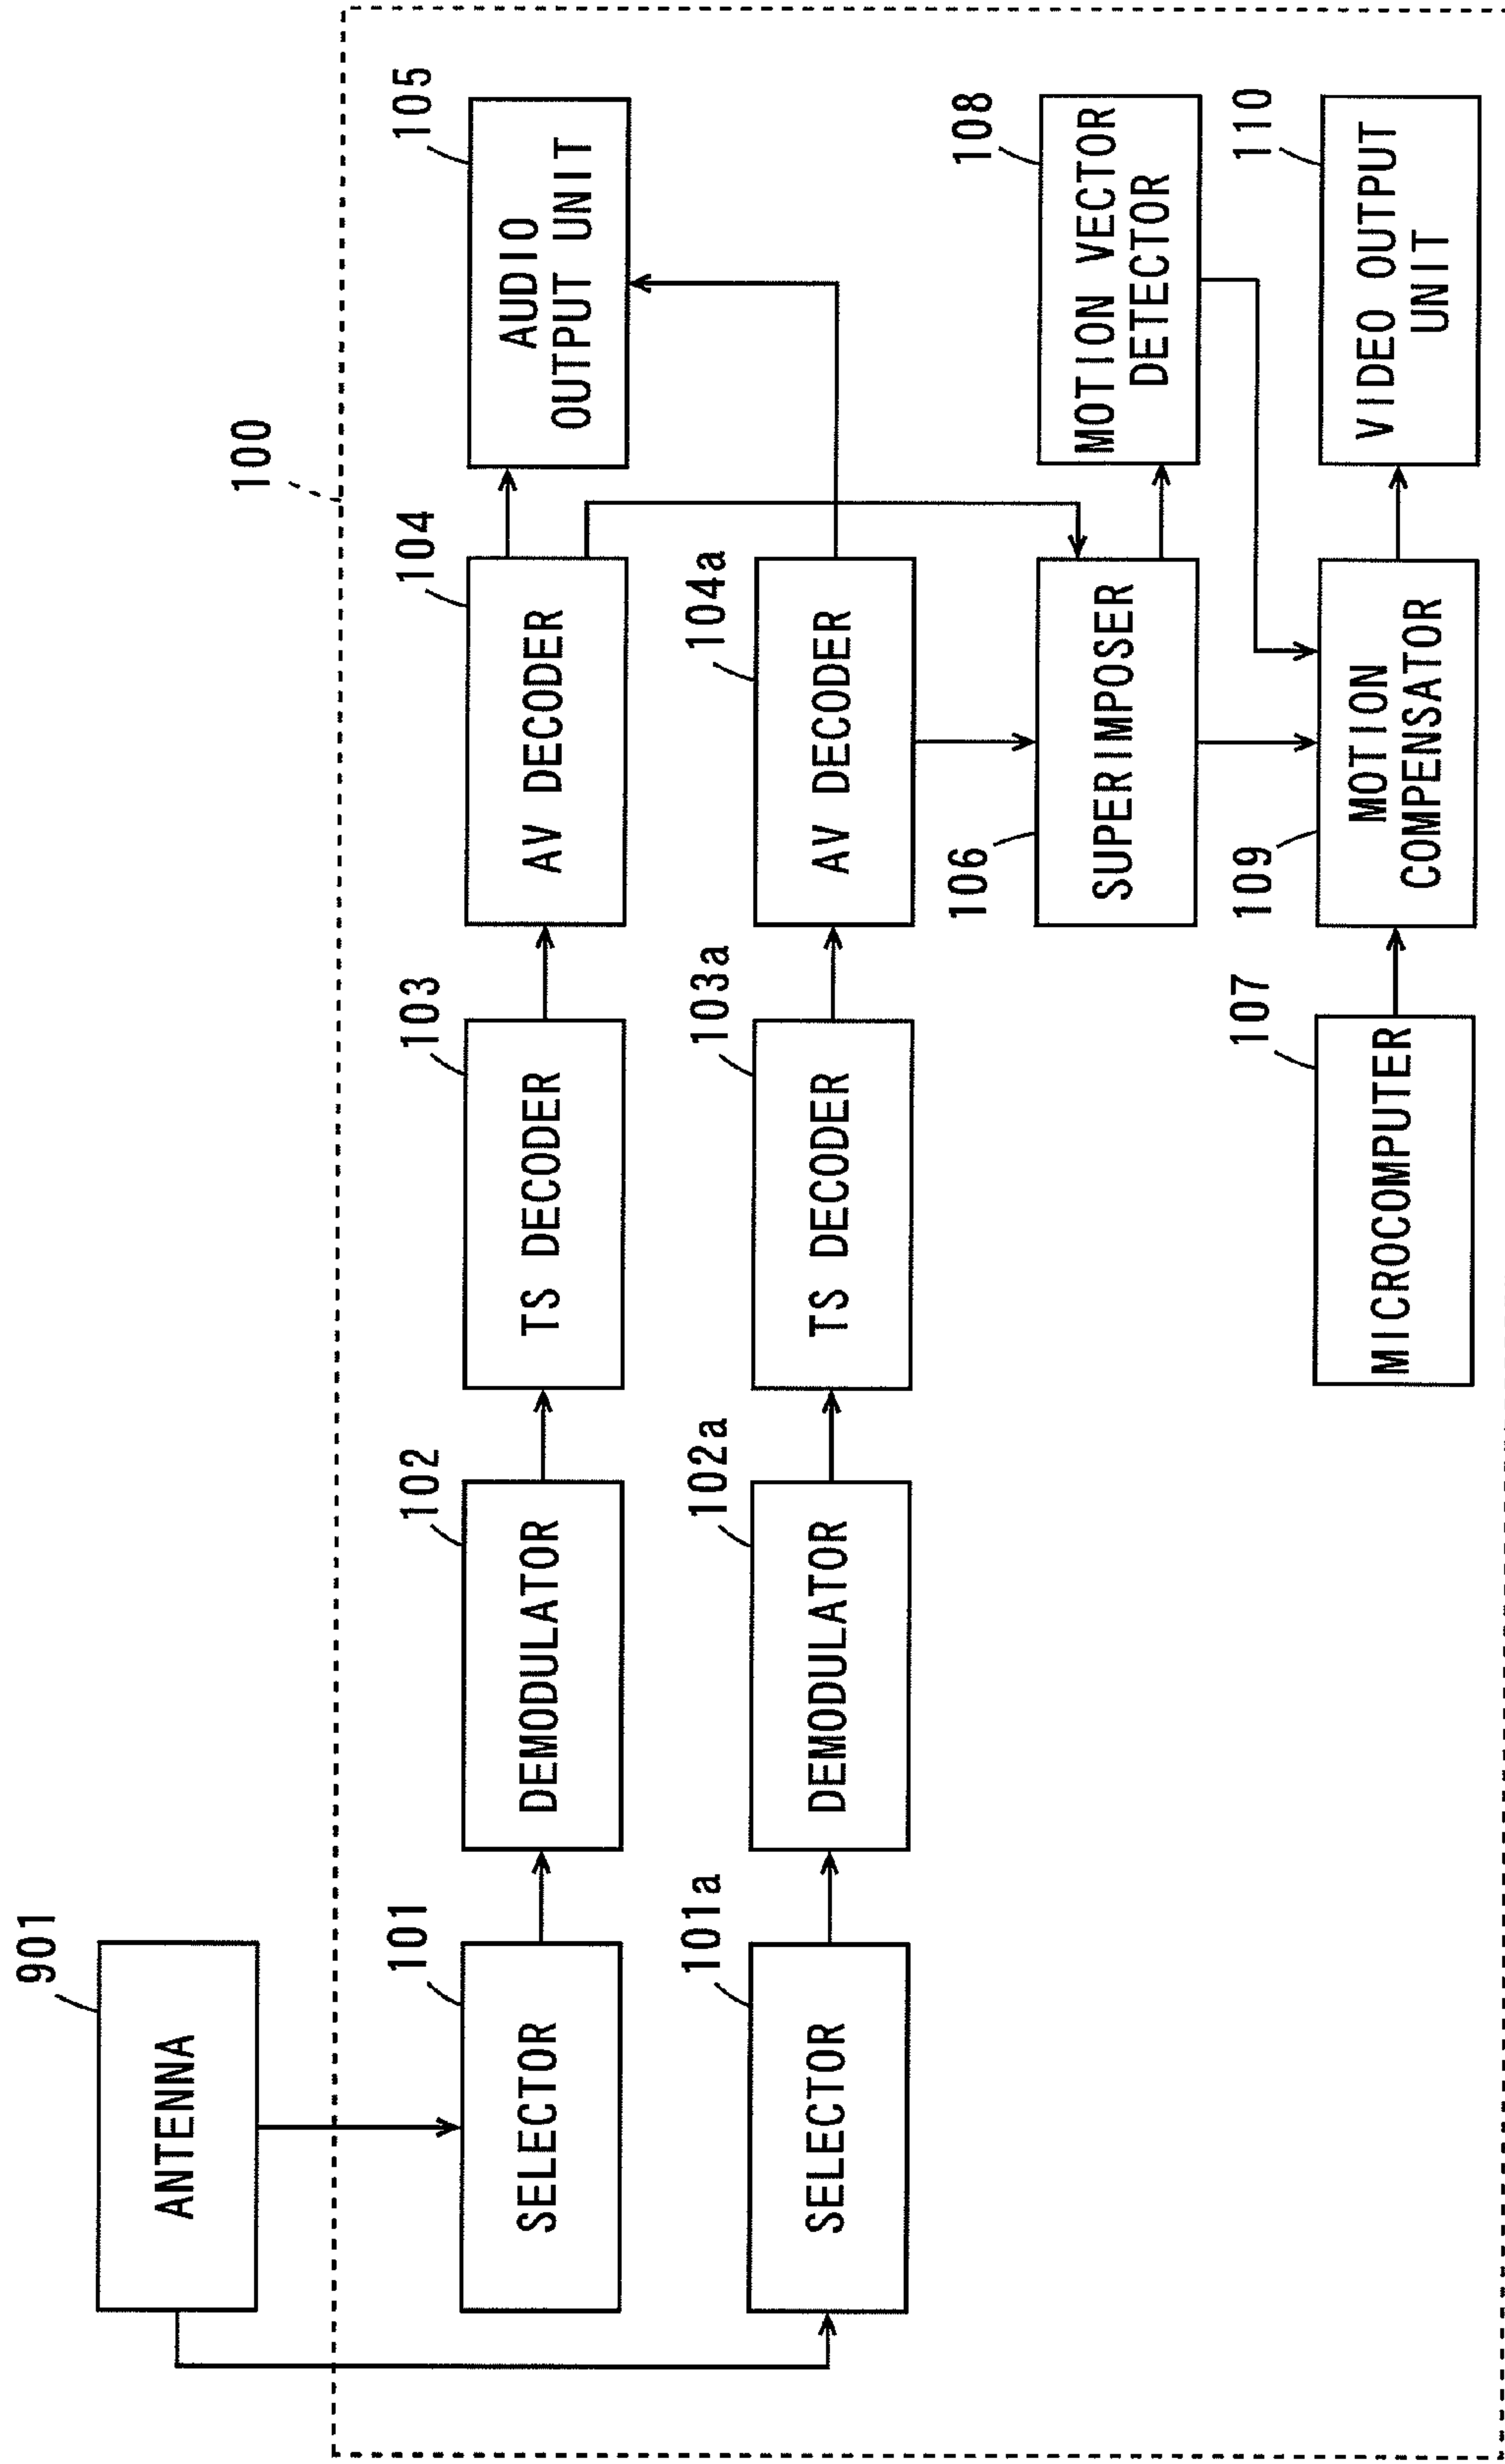 901
ANTENNA
100
101
SELECTOR
102
DEMODULATOR
103
TS DECODER
104
AV DECODER
105
AUDIO
OUTPUT UNIT
101a
SELECTOR
102a
DEMODULATOR
103a
TS DECODER
104a
AV DECODER
106
SUPERIMPOSER
108
MOTION VECTOR
DETECTOR
107
MICROCOMPUTER
109
MOTION
COMPENSATOR
110
VIDEO OUTPUT
UNIT